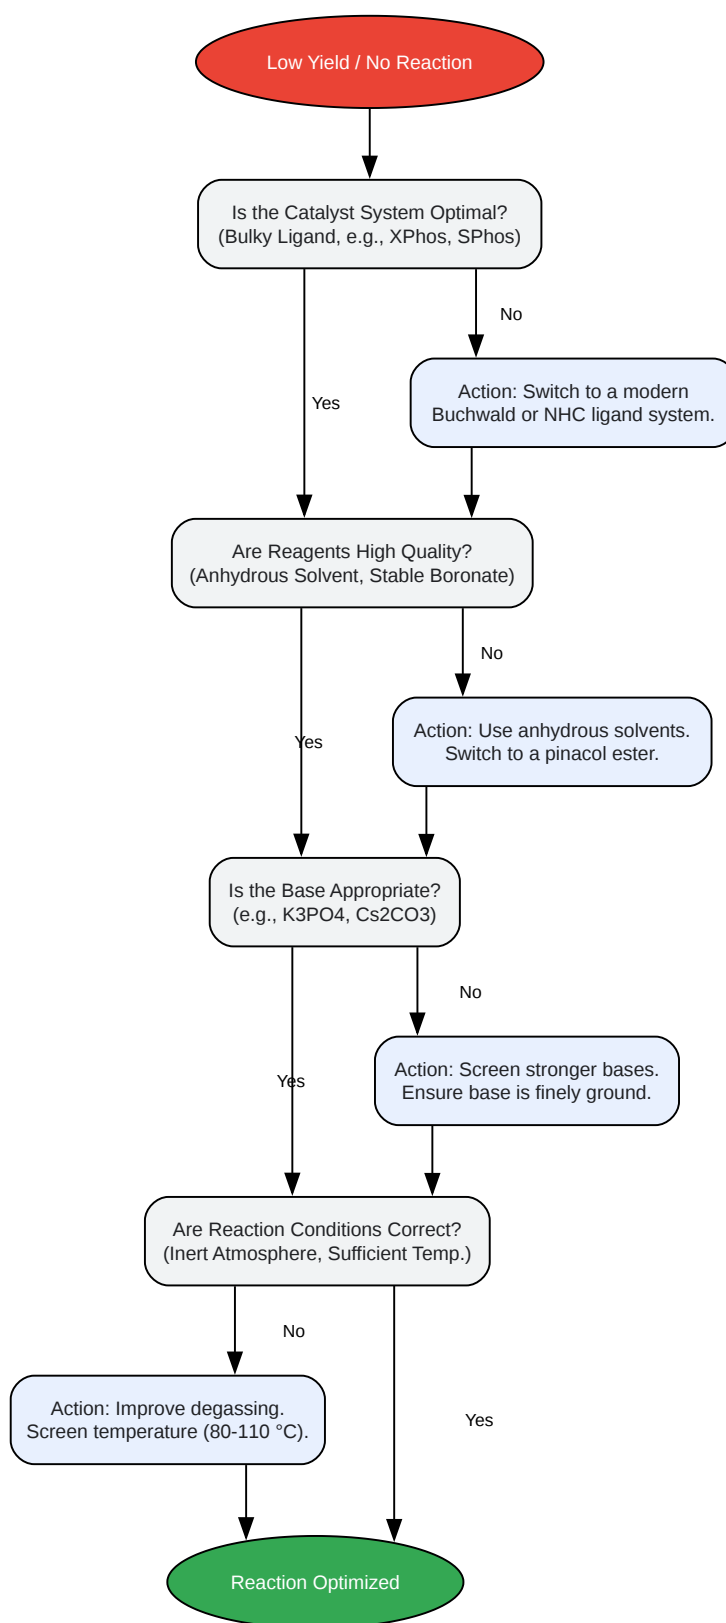 Low Yield / No Reaction
Is the Catalyst System Optimal?
(Bulky Ligand, e.g., XPhos, SPhos)
No
Action: Switch to a modern
Buchwald or NHC ligand system.
Yes
Are Reagents High Quality?
(Anhydrous Solvent, Stable Boronate)
No
Action: Use anhydrous solvents.
Switch to a pinacol ester.
Yes
Is the Base Appropriate?
(e.g., K3PO4, Cs2CO3)
No
Action: Screen stronger bases.
Ensure base is finely ground.
Yes
Are Reaction Conditions Correct?
(Inert Atmosphere, Sufficient Temp.)
No
Action: Improve degassing.
Screen temperature (80-110 °C).
Yes
Reaction Optimized